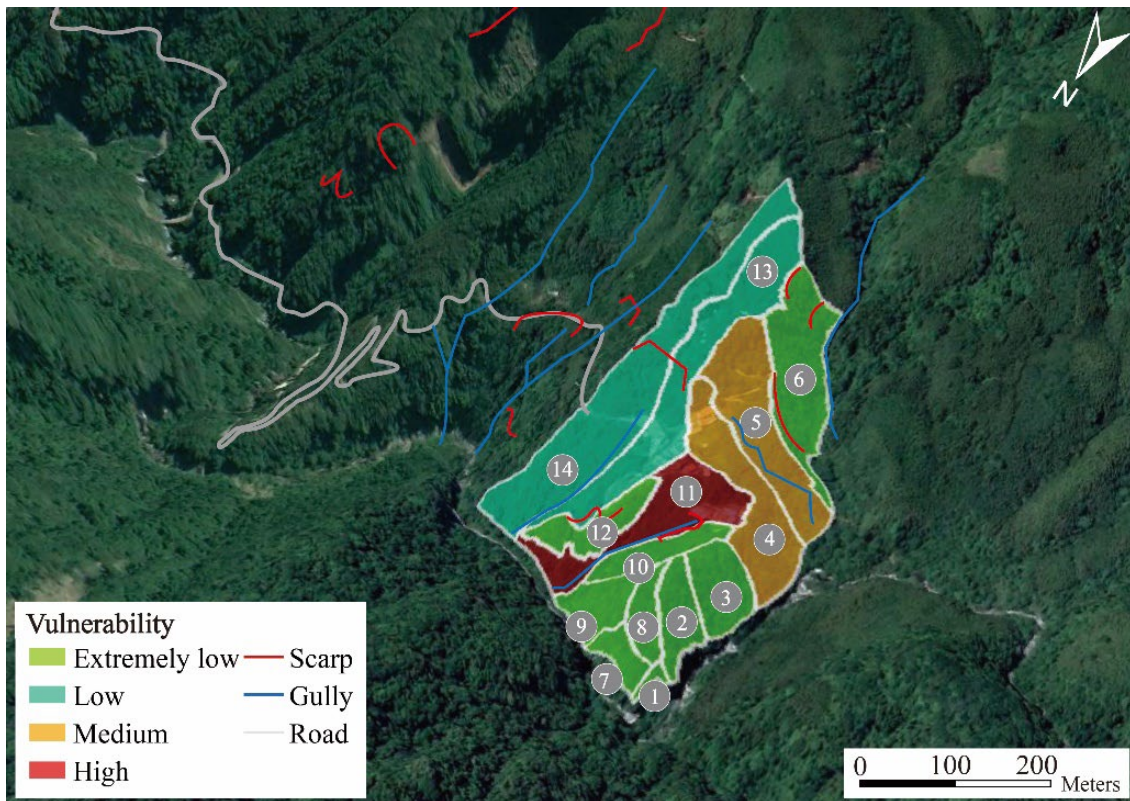 N
13
6
5
14
11
12
4
10
3
2
8
9
7
1
Vulnerability
Extremely low
Scarp
Low
Gully
Medium
Road
High
0 100 200 Meters